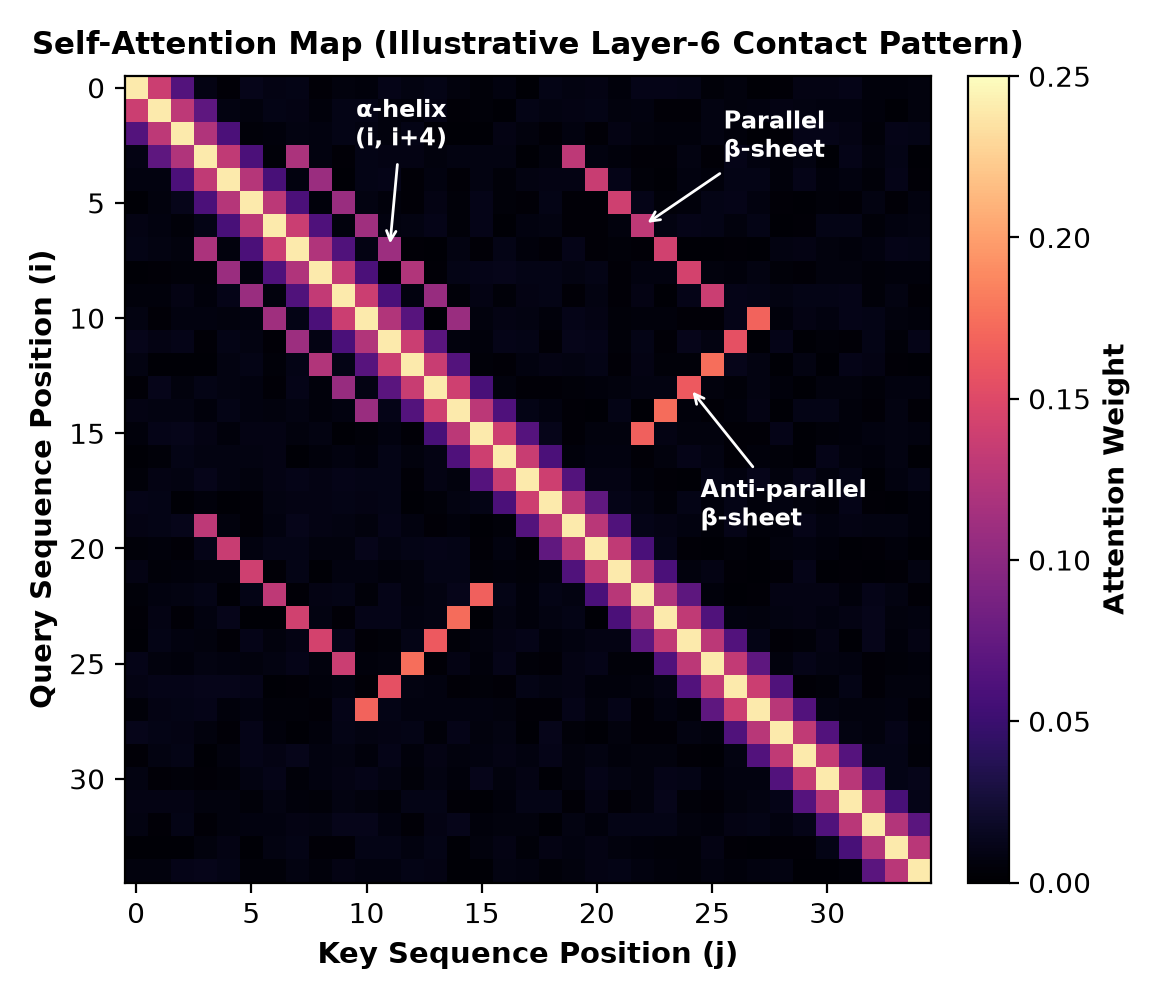 Self-Attention Map (Illustrative Layer-6 Contact Pattern)
α-helix
(i, i+4)
Parallel
β-sheet
Anti-parallel
β-sheet
Query Sequence Position (i)
0
5
10
15
20
25
30
0
5
10
15
20
25
30
Key Sequence Position (j)
0.25
0.20
0.15
0.10
0.05
0.00
Attention Weight